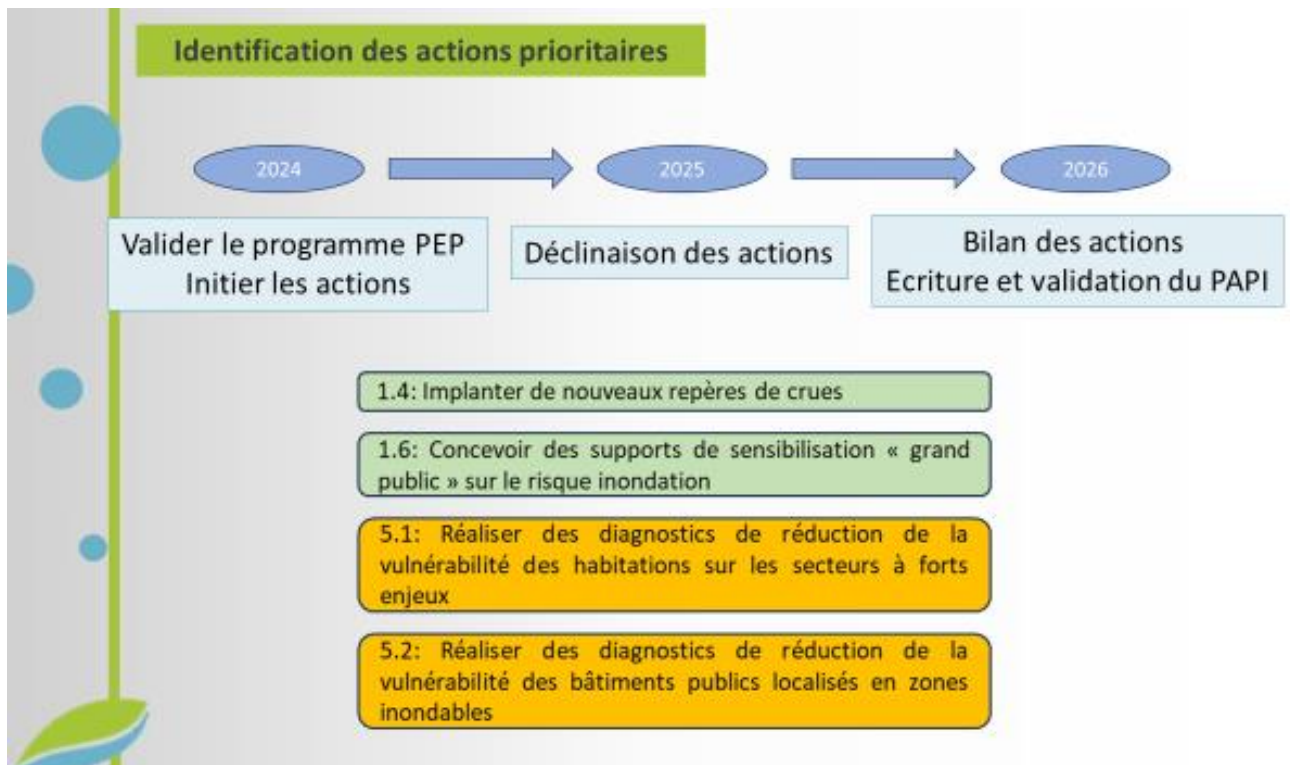 Identification des actions prioritaires
2024
2025
2026
Valider le programme PEP
Initier les actions
Déclinaison des actions
Bilan des actions
Ecriture et validation du PAPI
1.4: Implanter de nouveaux repères de crues
1.6: Concevoir des supports de sensibilisation « grand
public » sur le risque inondation
5.1: Réaliser des diagnostics de réduction de la
vulnérabilité des habitations sur les secteurs à forts
enjeux
5.2: Réaliser des diagnostics de réduction de la
vulnérabilité des bâtiments publics localisés en zones
inondables